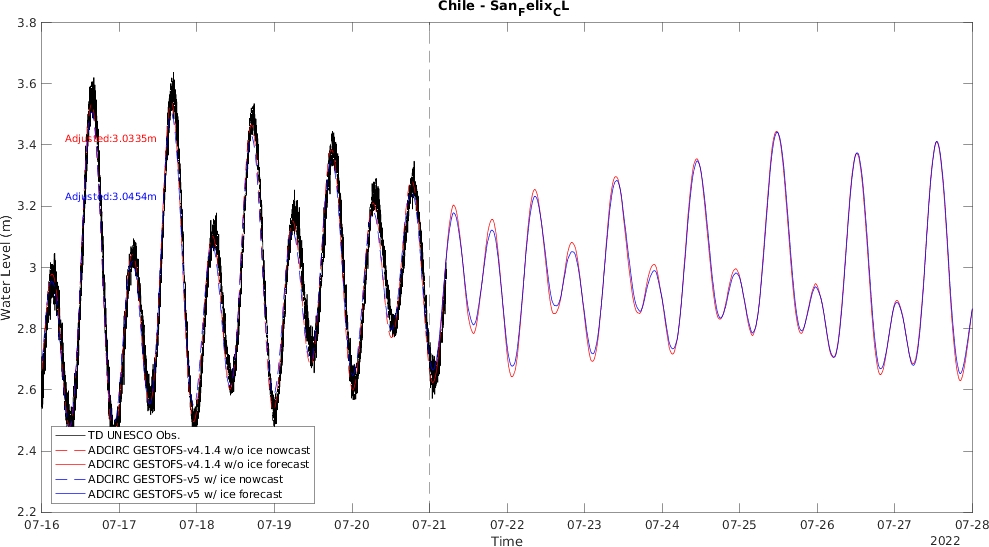 Chile - SanFelixCL
3.8
3.6
3.4
3.2
3
2.8
2.6
2.4
2.2
Water Level (m)
Adjusted:3.0335m
Adjusted:3.0454m
TD UNESCO Obs.
ADCIRC GESTOFS-v4.1.4 w/o ice nowcast
ADCIRC GESTOFS-v4.1.4 w/o ice forecast
ADCIRC GESTOFS-v5 w/ ice nowcast
ADCIRC GESTOFS-v5 w/ ice forecast
07-16 07-17 07-18 07-19 07-20 07-21 07-22 07-23 07-24 07-25 07-26 07-27 07-28
Time
2022